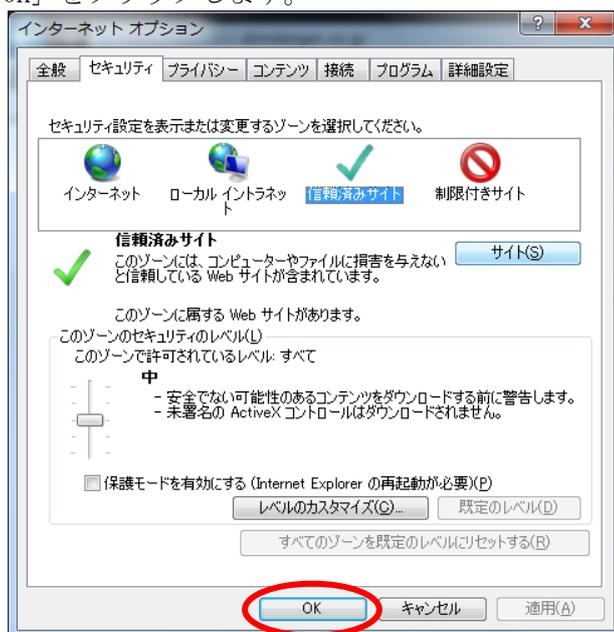 OK」をクリックします。
インターネット オプション
全般 セキュリティ プライバシー コンテンツ 接続 プログラム 詳細設定
セキュリティ設定を表示または変更するゾーンを選択してください。
インターネット ローカル イントラネット 信頼済みサイト 制限付きサイト
信頼済みサイト
このゾーンには、コンピューターやファイルに損害を与えない サイト(S)
と信頼している Web サイトが含まれています。
このゾーンに属する Web サイトがあります。
このゾーンのセキュリティのレベル(L)
このゾーンで許可されているレベル: すべて
中
- 安全でない可能性のあるコンテンツをダウンロードする前に警告します。
- 未署名の ActiveX コントロールはダウンロードされません。
保護モードを有効にする (Internet Explorer の再起動が必要)(P)
レベルのカスタマイズ(C)... 既定のレベル(D)
すべてのゾーンを既定のレベルにリセットする(R)
OK キャンセル 適用(A)